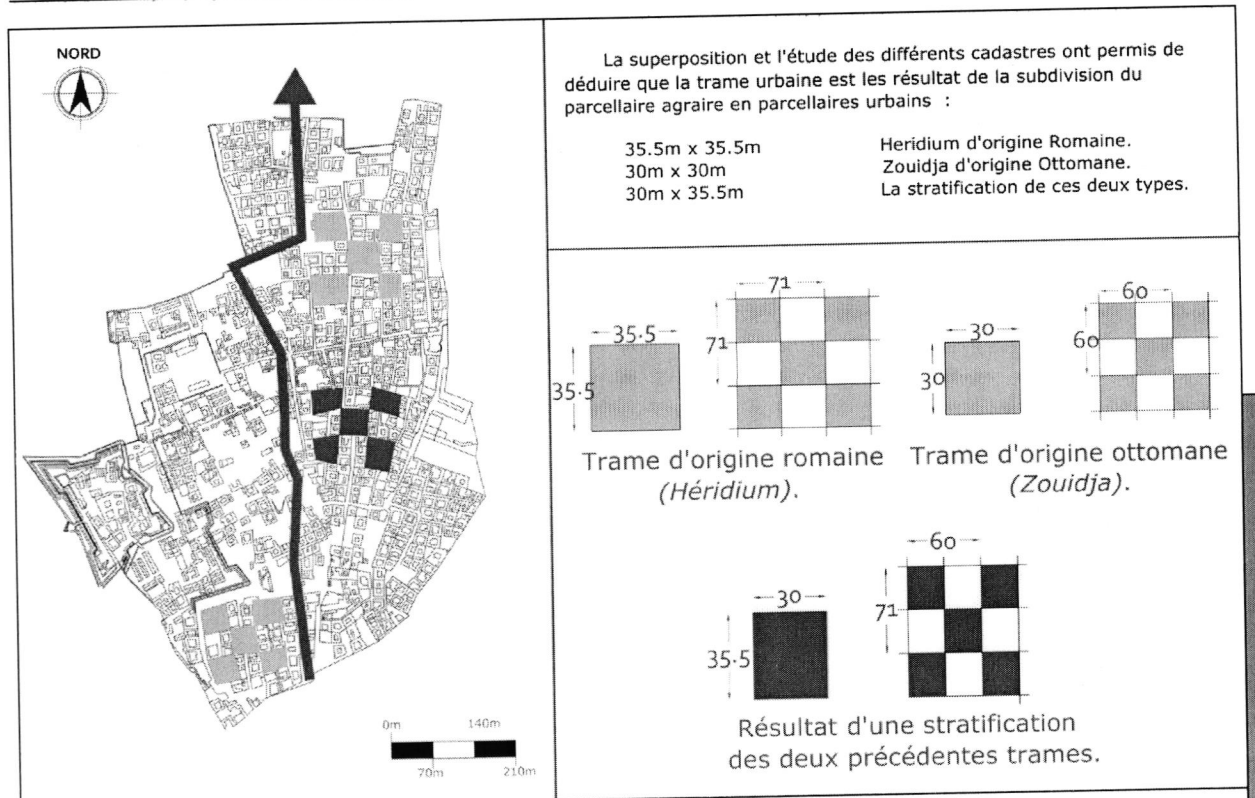 NORD
0m 140m
70m 210m
La superposition et l'étude des différents cadastres ont permis de
déduire que la trame urbaine est les résultat de la subdivision du
parcellaire agraire en parcellaires urbains :
35.5m x 35.5m Heridium d'origine Romaine.
30m x 30m Zouidja d'origine Ottomane.
30m x 35.5m La stratification de ces deux types.
35.5
35.5
71
71
Trame d'origine romaine
(Héridium).
30
30
60
60
Trame d'origine ottomane
(Zouidja).
30
35.5
60
71
Résultat d'une stratification
des deux précédentes trames.